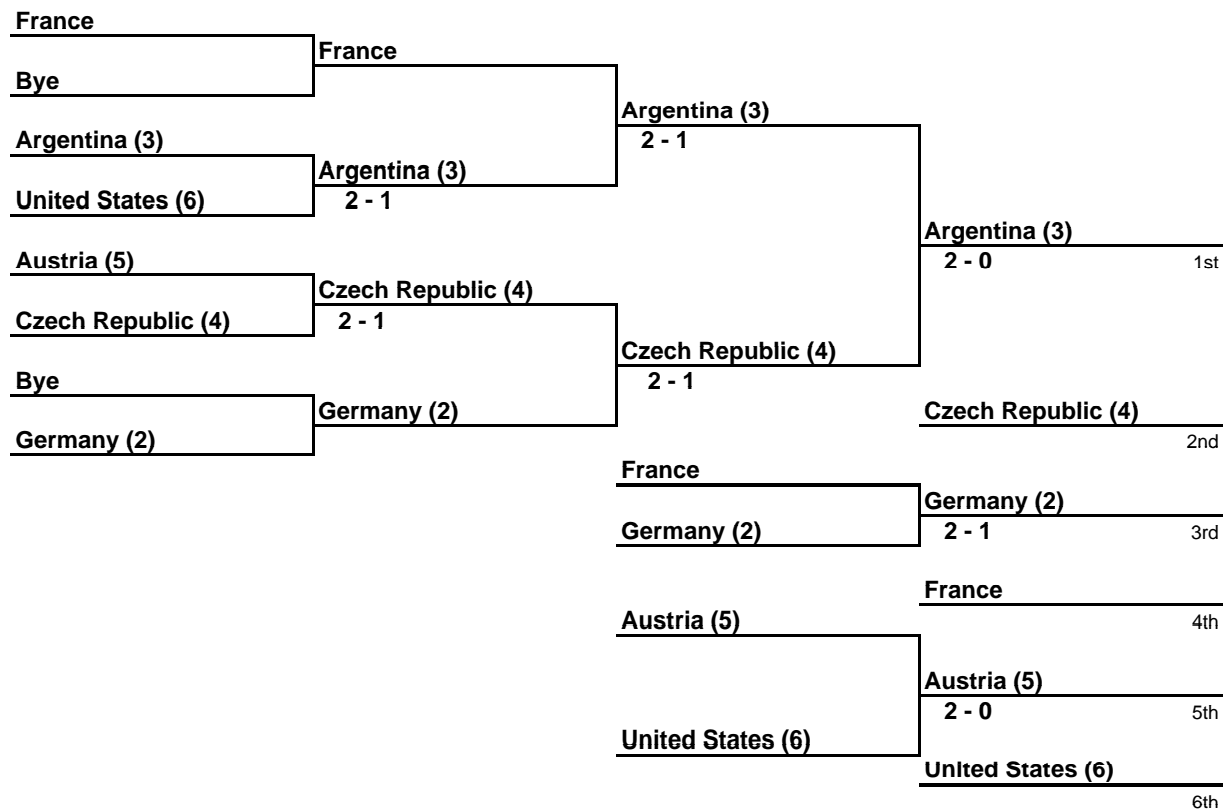 France
France
Bye
Argentina (3)
2 - 1
Argentina (3)
Argentina (3)
2 - 1
United States (6)
Argentina (3)
2 - 0
1st
Austria (5)
Czech Republic (4)
2 - 1
Czech Republic (4)
Czech Republic (4)
2 - 1
Bye
Germany (2)
Germany (2)
Czech Republic (4)
2nd
France
Germany (2)
2 - 1
3rd
Germany (2)
France
4th
Austria (5)
Austria (5)
2 - 0
5th
United States (6)
United States (6)
6th